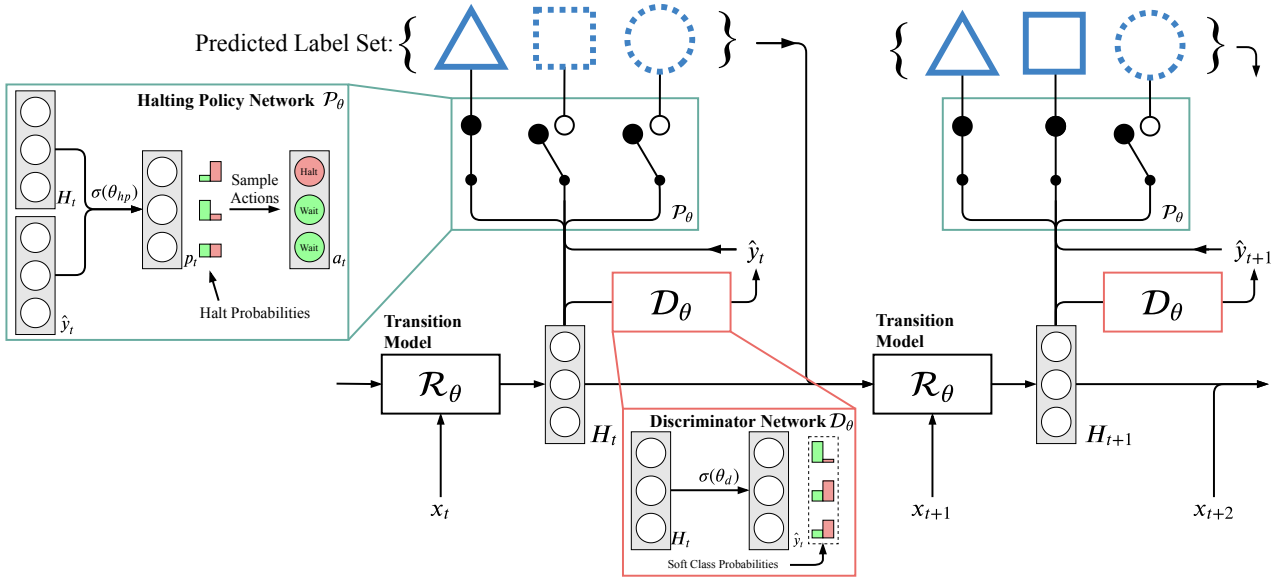 Predicted Label Set: { }
{ }
Halting Policy Network 𝒫θ
Ht
σ(θhp)
pt
Sample
Actions
Halt
Wait
Wait
at
ŷt
Halt Probabilities
𝒫θ
ŷt
𝒟θ
Transition
Model
ℛθ
Ht
xt
Discriminator Network 𝒟θ
σ(θd)
Ht
ŷt
Soft Class Probabilities
𝒫θ
ŷt+1
𝒟θ
Transition
Model
ℛθ
Ht+1
xt+1
xt+2